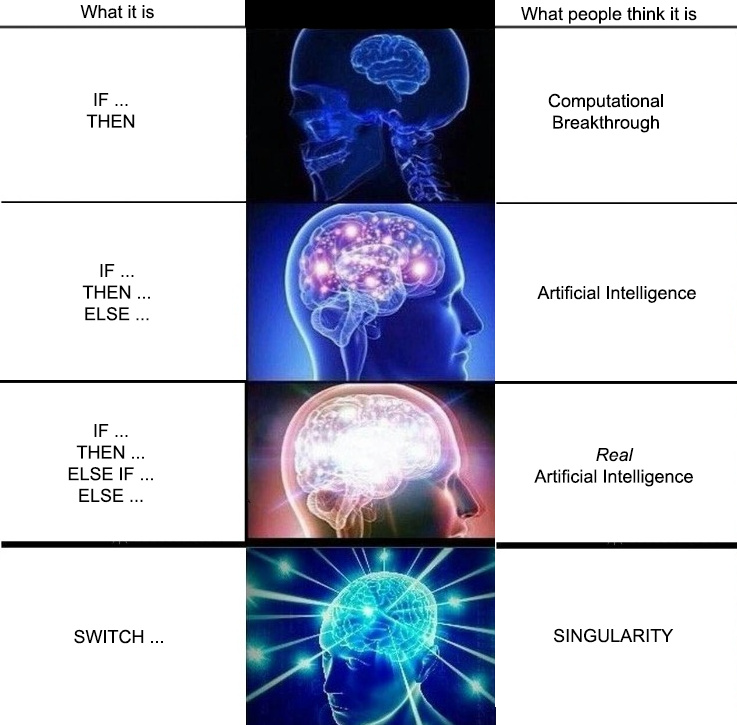 What it is
What people think it is
IF ...
THEN
Computational
Breakthrough
IF ...
THEN ...
ELSE ...
Artificial Intelligence
IF ...
THEN ...
ELSE IF ...
ELSE ...
Real
Artificial Intelligence
SWITCH ...
SINGULARITY